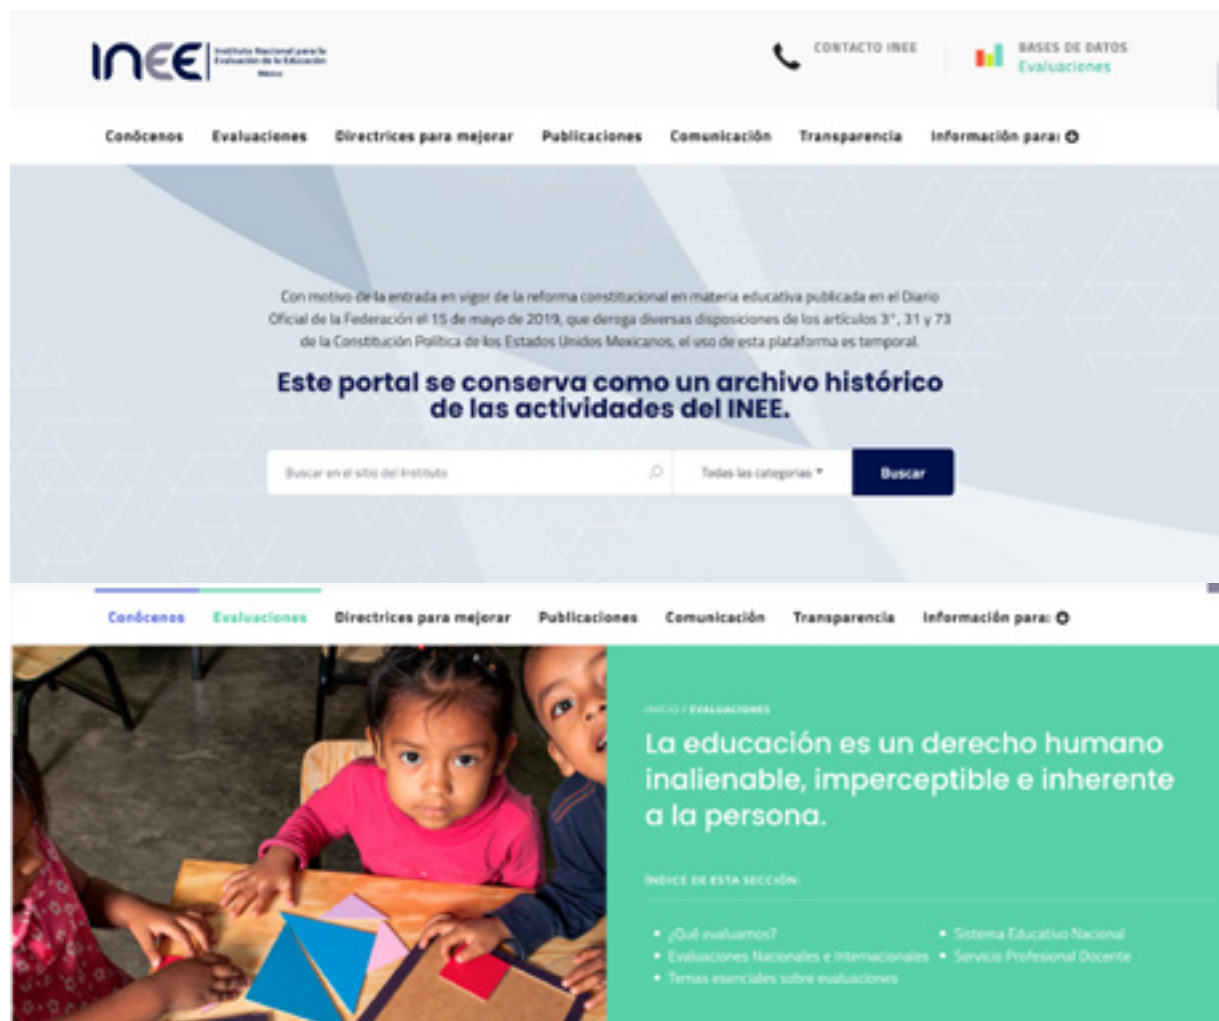 INEE
Instituto Nacional para la
Evaluación de la Educación
México
CONTACTO INEE
BASES DE DATOS
Evaluaciones
Conócenos Evaluaciones Directrices para mejorar Publicaciones Comunicación Transparencia Información para:
Con motivo de la entrada en vigor de la reforma constitucional en materia educativa publicada en el Diario
Oficial de la Federación el 15 de mayo de 2019, que deroga diversas disposiciones de los artículos 3°, 31 y 73
de la Constitución Política de los Estados Unidos Mexicanos, el uso de esta plataforma es temporal.
Este portal se conserva como un archivo histórico
de las actividades del INEE.
Buscar en el sitio del Instituto Todas las categorias Buscar
Conócenos Evaluaciones Directrices para mejorar Publicaciones Comunicación Transparencia Información para:
INICIO / EVALUACIONES
La educación es un derecho humano
inalienable, imperceptible e inherente
a la persona.
ÍNDICE DE ESTA SECCIÓN:
• ¿Qué evaluamos?
• Evaluaciones Nacionales e Internacionales
• Temas esenciales sobre evaluaciones
• Sistema Educativo Nacional
• Servicio Profesional Docente